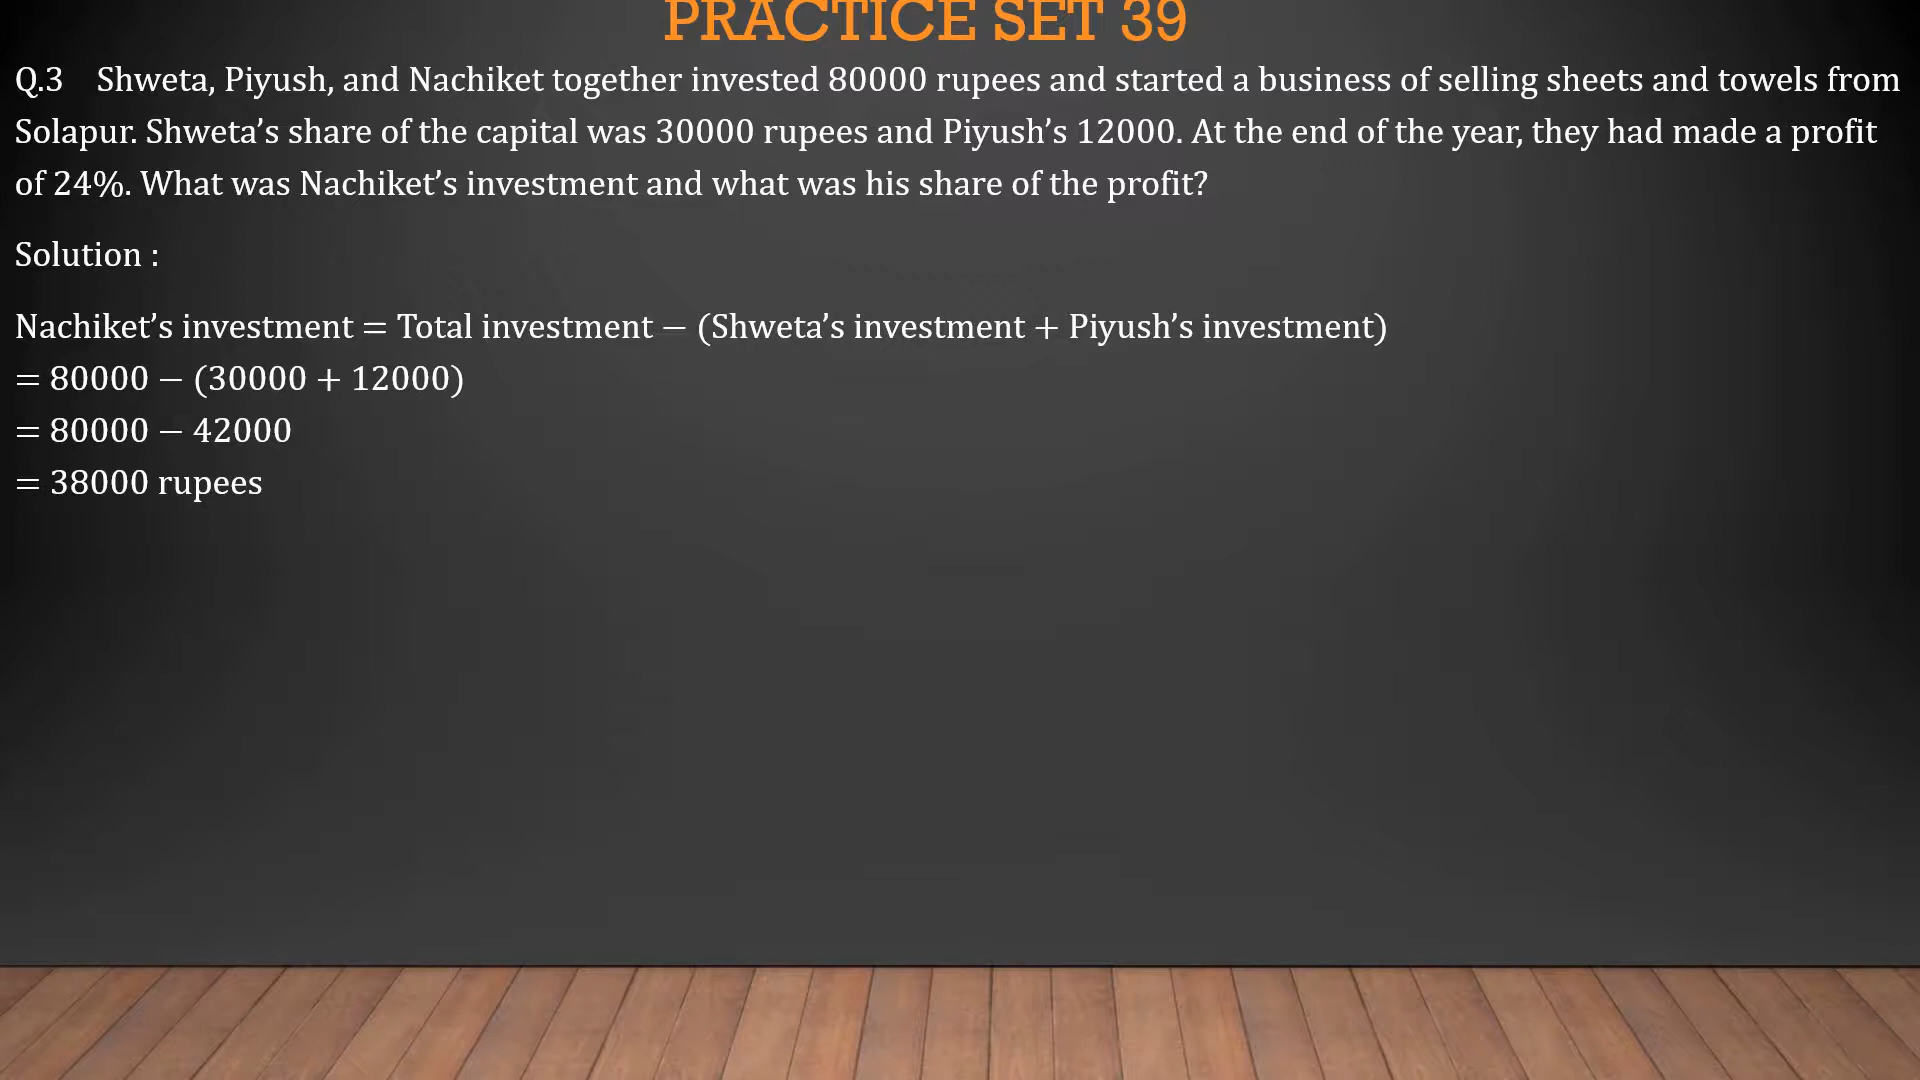 PRACTICE SET 39
Q.3 Shweta, Piyush, and Nachiket together invested 80000 rupees and started a business of selling sheets and towels from
Solapur. Shweta’s share of the capital was 30000 rupees and Piyush’s 12000. At the end of the year, they had made a profit
of 24%. What was Nachiket’s investment and what was his share of the profit?
Solution :
Nachiket’s investment = Total investment − (Shweta’s investment + Piyush’s investment)
= 80000 − (30000 + 12000)
= 80000 − 42000
= 38000 rupees